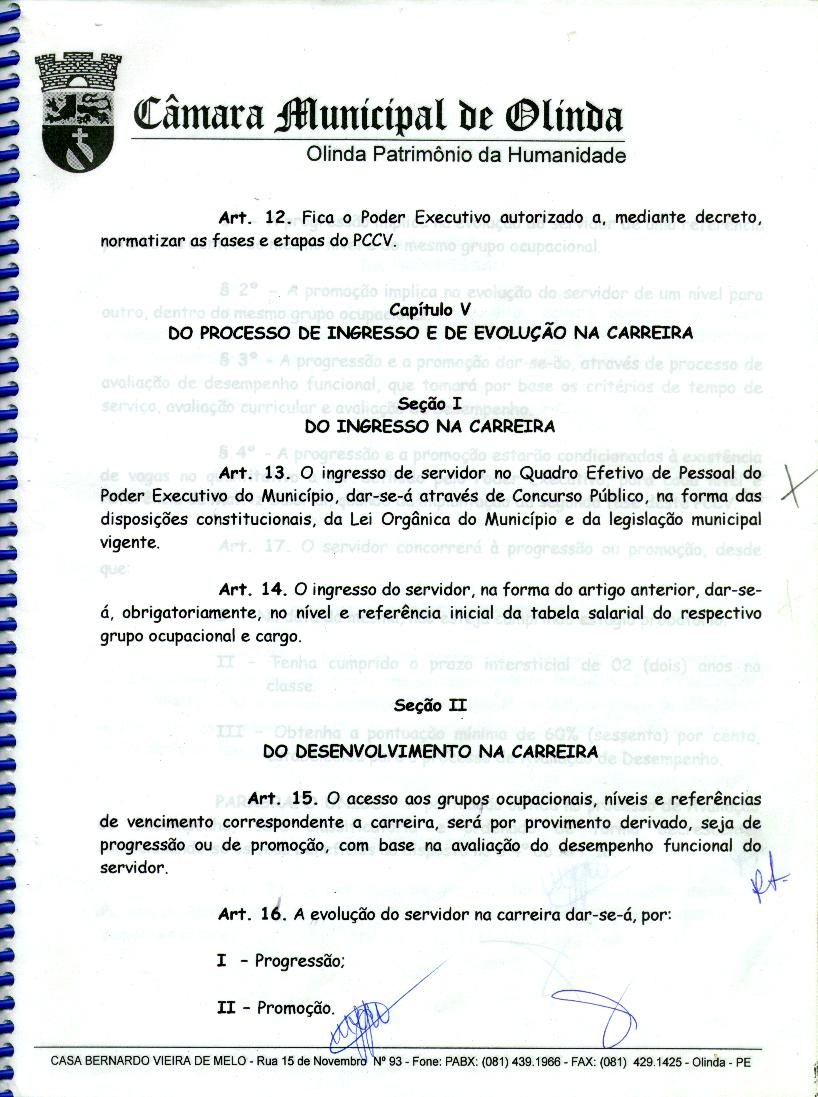 Câmara Municipal de Olinda
Olinda Patrimônio da Humanidade
Art. 12. Fica o Poder Executivo autorizado a, mediante decreto,
normatizar as fases e etapas do PCCV.
Capítulo V
DO PROCESSO DE INGRESSO E DE EVOLUÇÃO NA CARREIRA
Seção I
DO INGRESSO NA CARREIRA
Art. 13. O ingresso de servidor no Quadro Efetivo de Pessoal do
Poder Executivo do Município, dar-se-á através de Concurso Público, na forma das
disposições constitucionais, da Lei Orgânica do Município e da legislação municipal
vigente.
Art. 14. O ingresso do servidor, na forma do artigo anterior, dar-se-
á, obrigatoriamente, no nível e referência inicial da tabela salarial do respectivo
grupo ocupacional e cargo.
Seção II
DO DESENVOLVIMENTO NA CARREIRA
Art. 15. O acesso aos grupos ocupacionais, níveis e referências
de vencimento correspondente a carreira, será por provimento derivado, seja de
progressão ou de promoção, com base na avaliação do desempenho funcional do
servidor.
Art. 16. A evolução do servidor na carreira dar-se-á, por:
I - Progressão;
II - Promoção.
CASA BERNARDO VIEIRA DE MELO - Rua 15 de Novembro Nº 93 - Fone: PABX: (081) 439.1966 - FAX: (081) 429.1425 - Olinda - PE